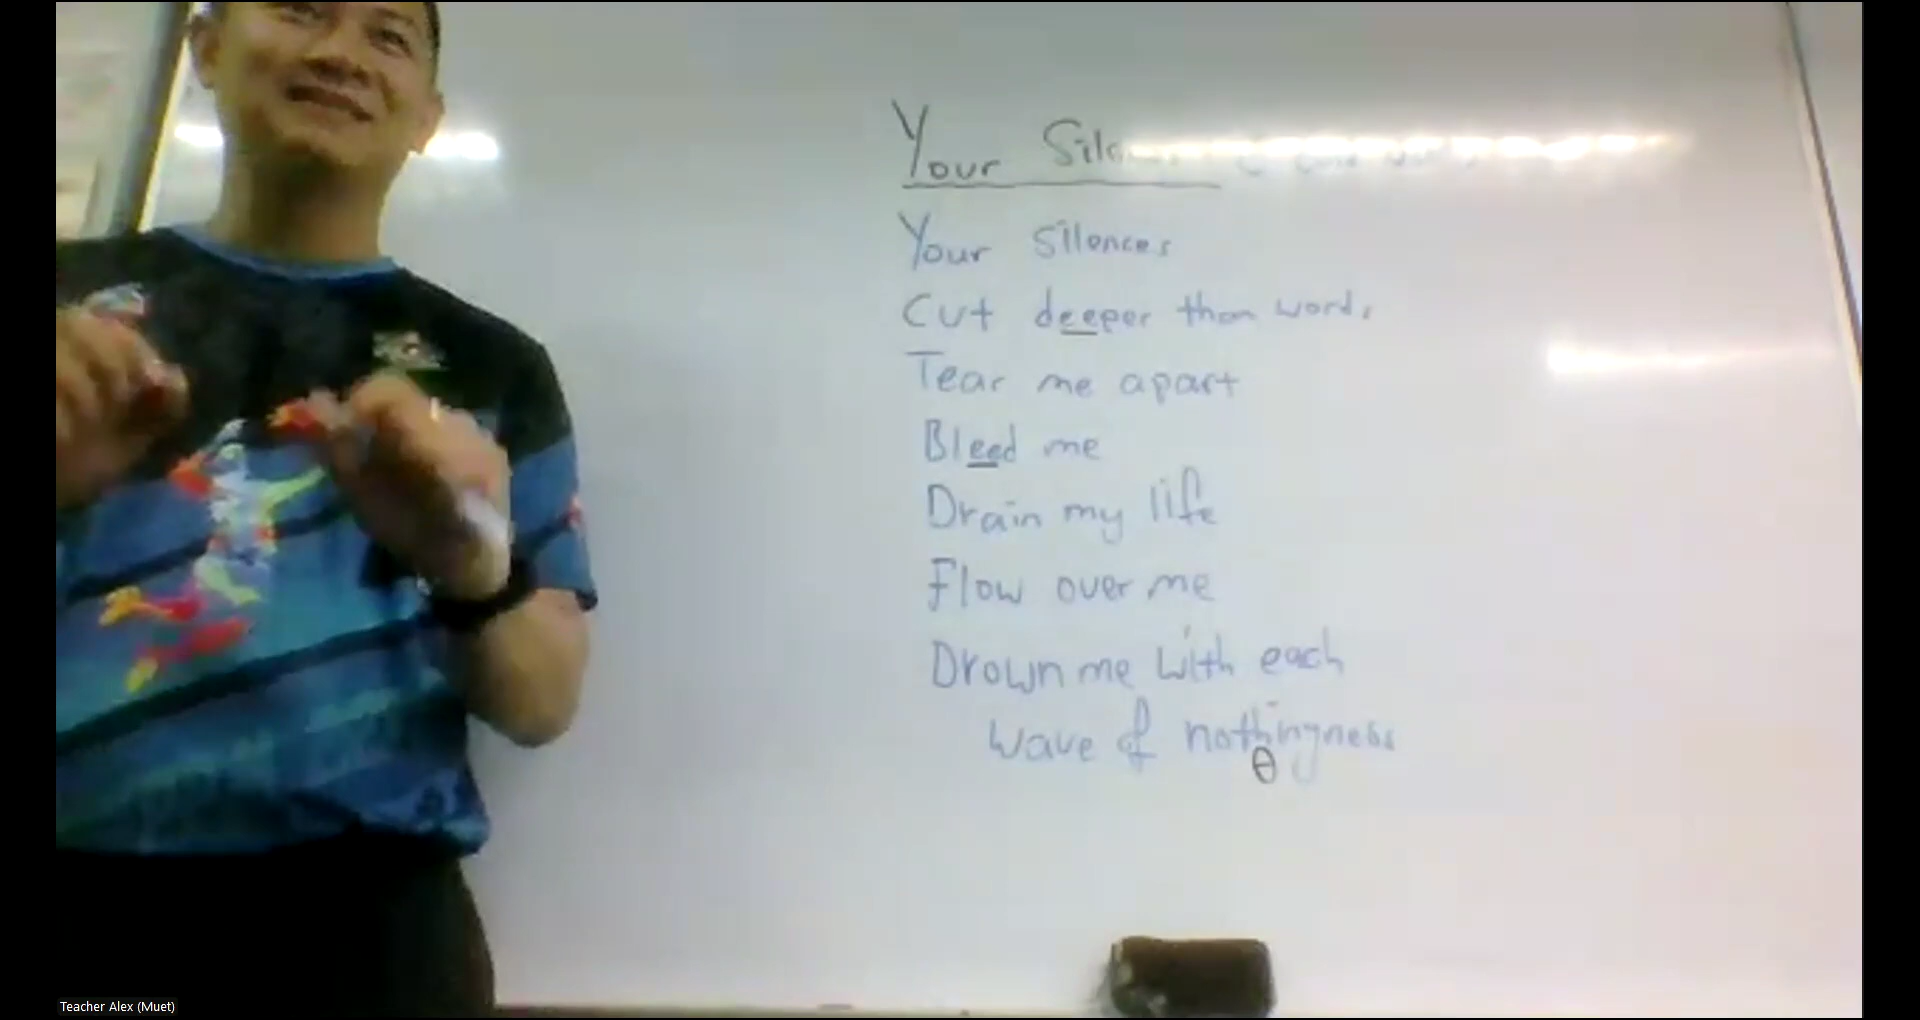 Your
Your Silences
Cut deeper than words
Tear me apart
Bleed me
Drain my life
Flow over me
Drown me with each
wave of nothingness
θ
Teacher Alex (Muet)